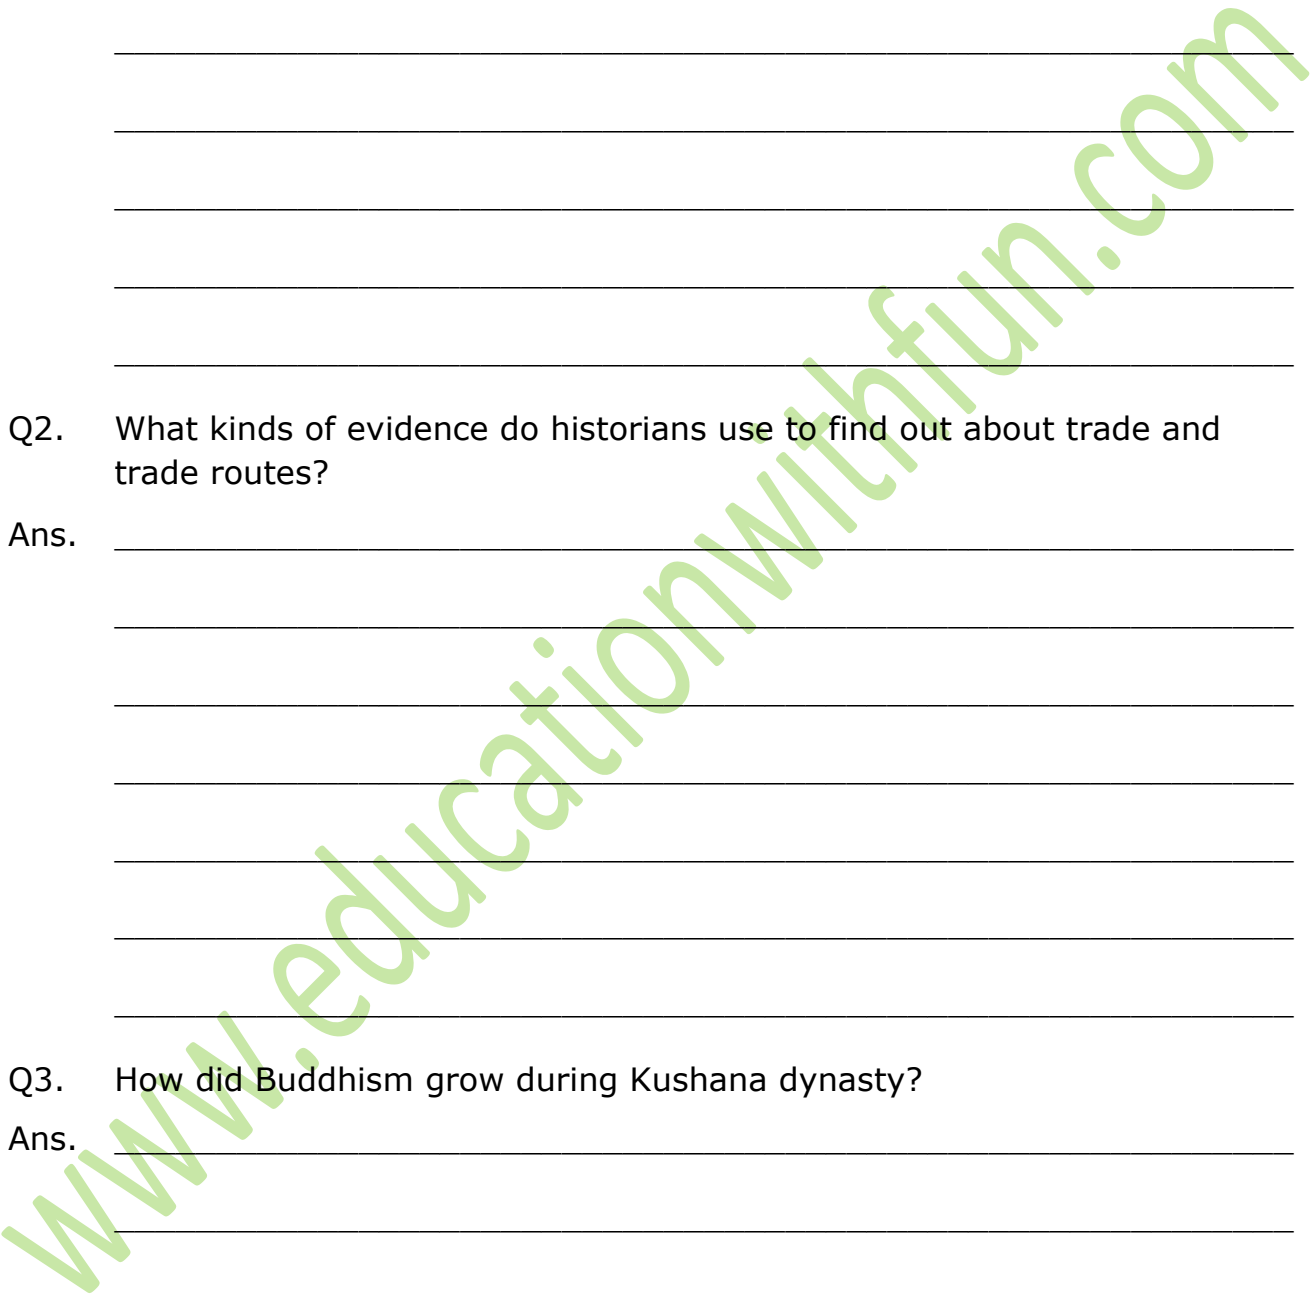 Q2. What kinds of evidence do historians use to find out about trade and
trade routes?
Ans.
Q3. How did Buddhism grow during Kushana dynasty?
Ans.
www.educationwithfun.com